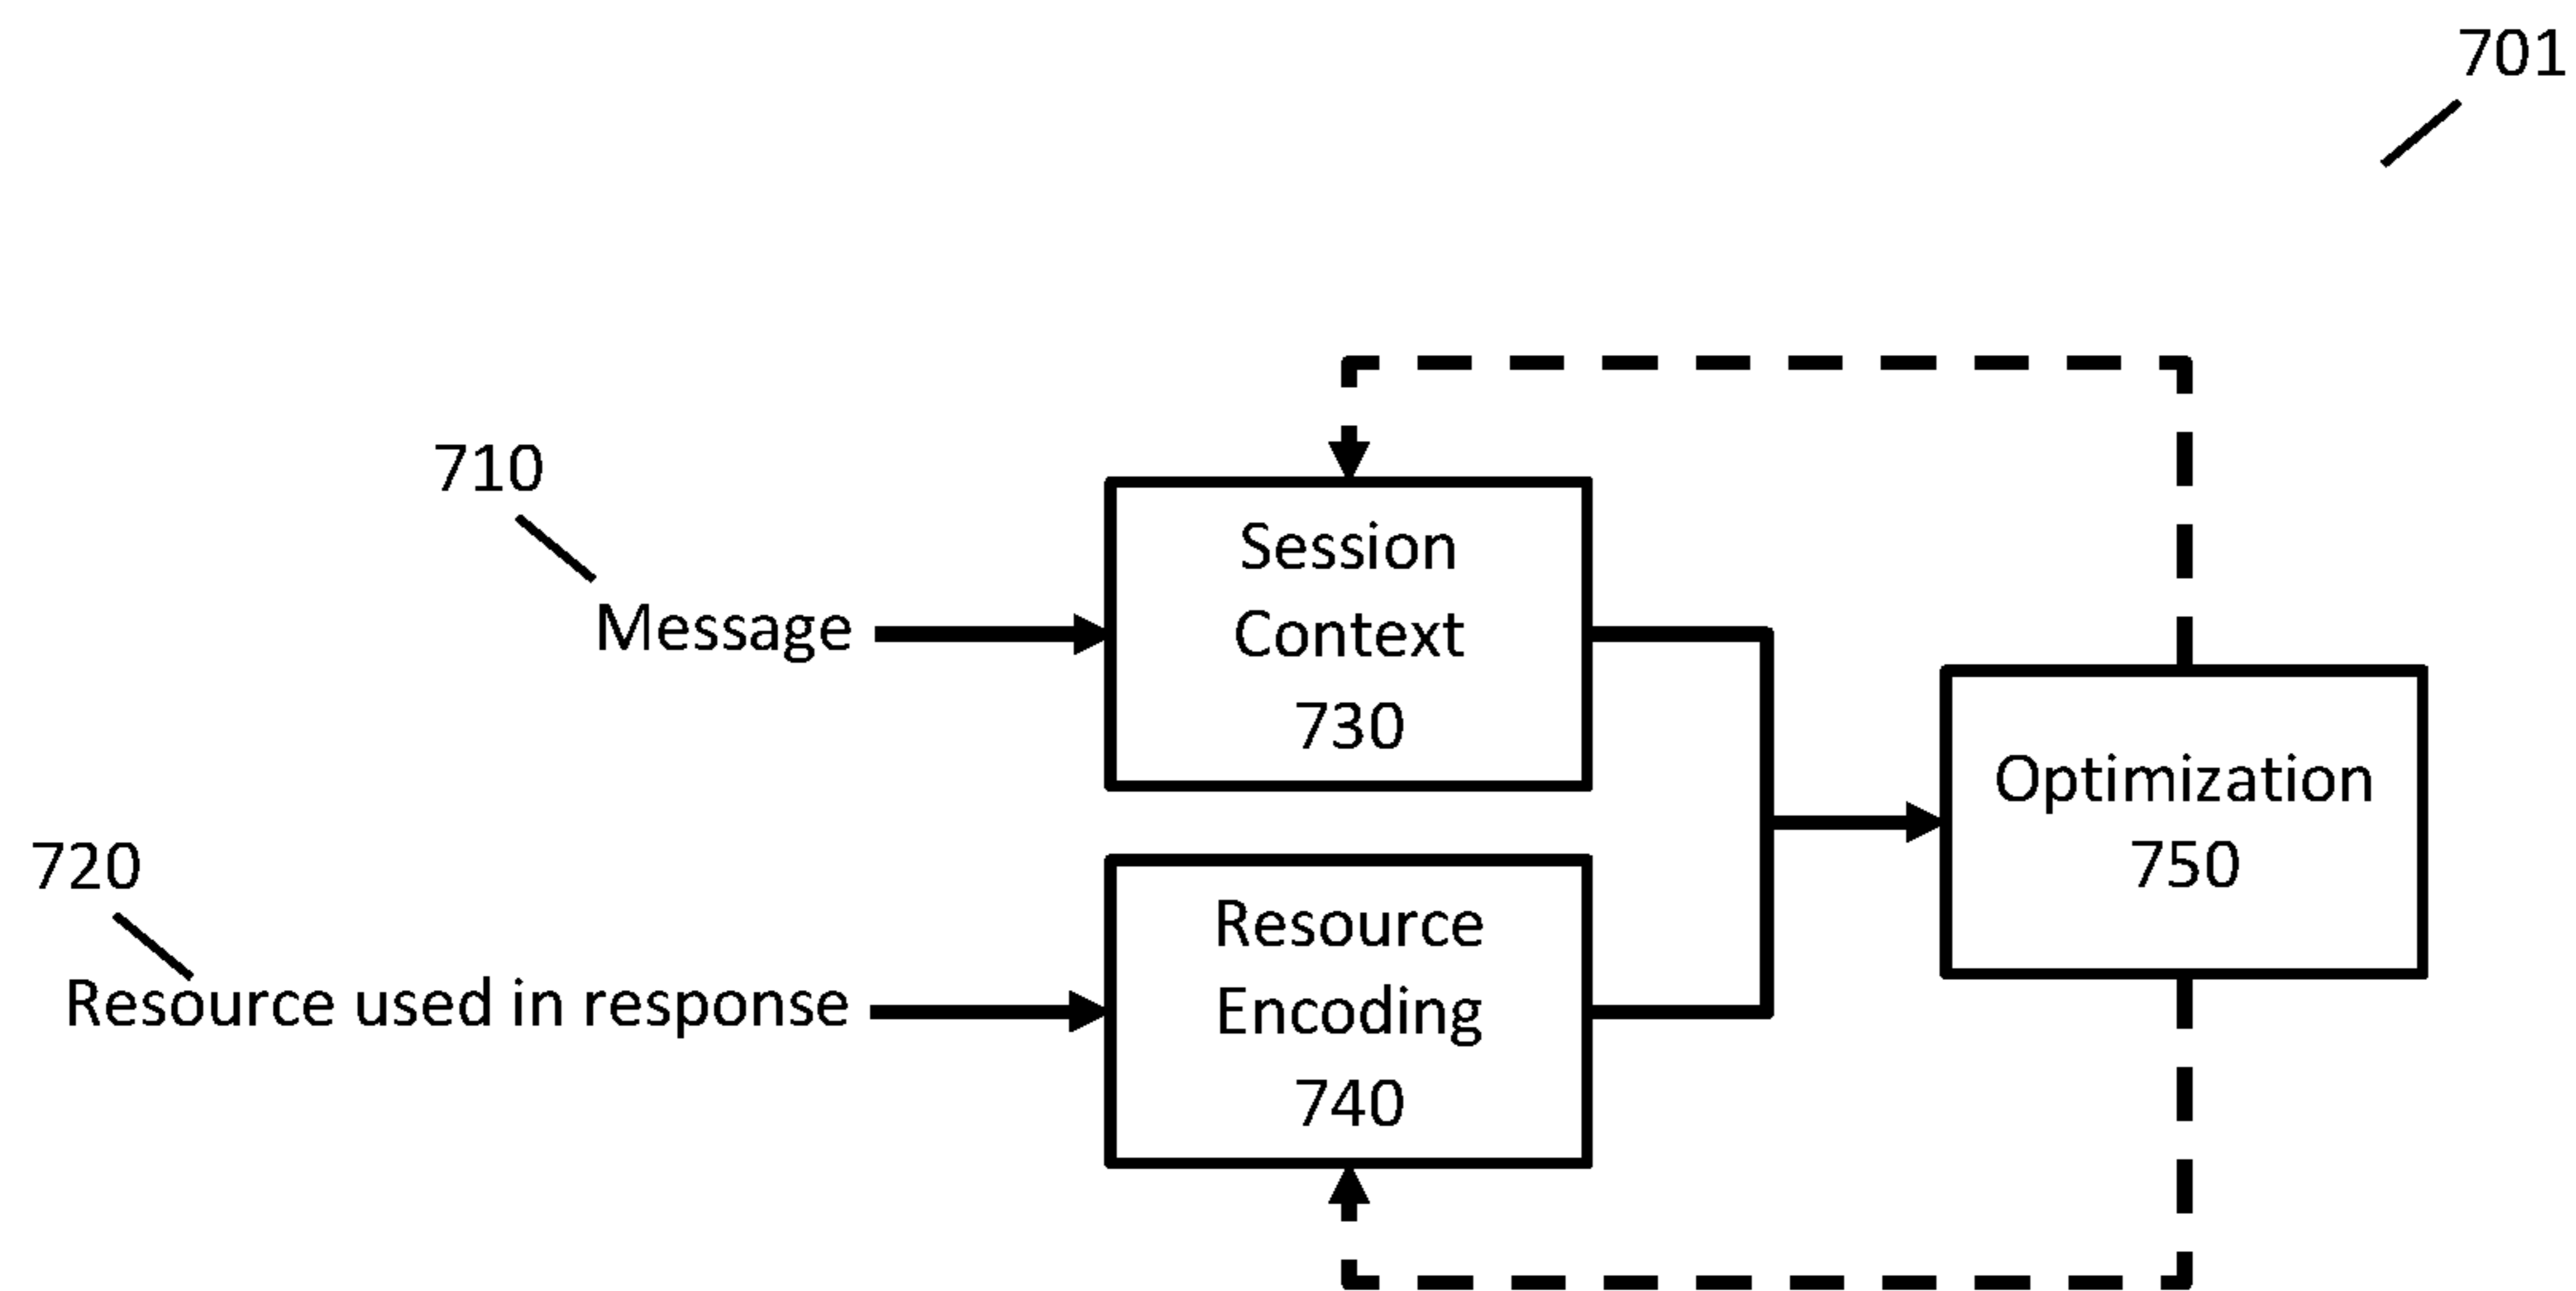 701
710
Message
Session
Context
730
Optimization
750
720
Resource used in response
Resource
Encoding
740